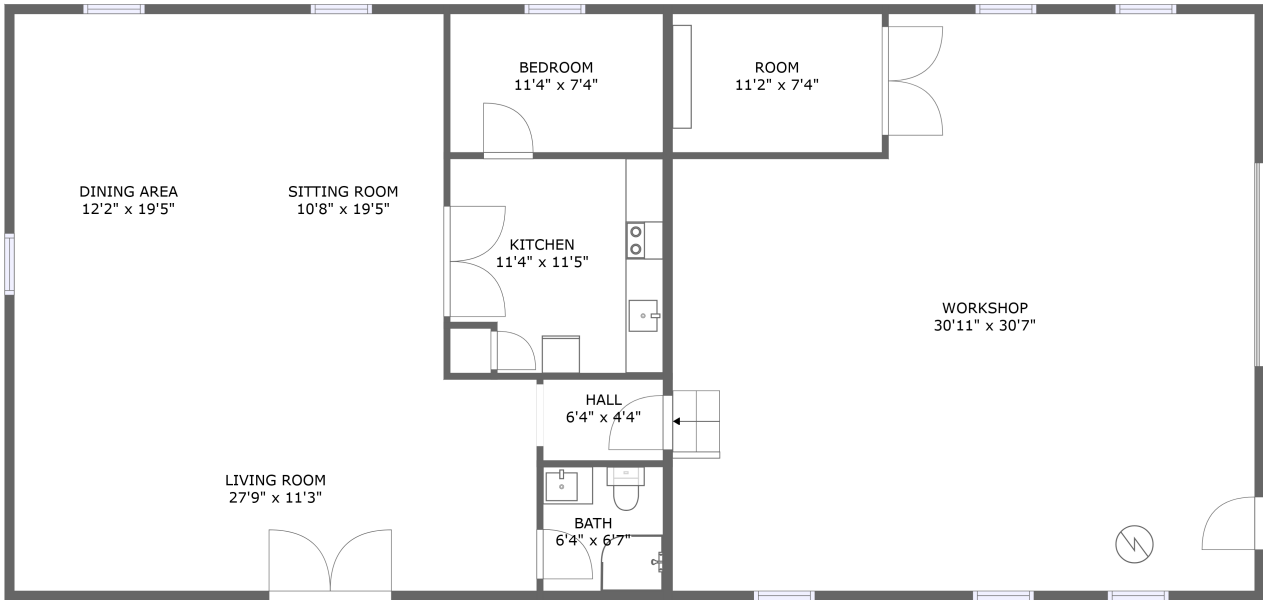 BEDROOM
11'4" x 7'4"
ROOM
11'2" x 7'4"
DINING AREA
12'2" x 19'5"
SITTING ROOM
10'8" x 19'5"
KITCHEN
11'4" x 11'5"
WORKSHOP
30'11" x 30'7"
HALL
6'4" x 4'4"
LIVING ROOM
27'9" x 11'3"
BATH
6'4" x 6'7"